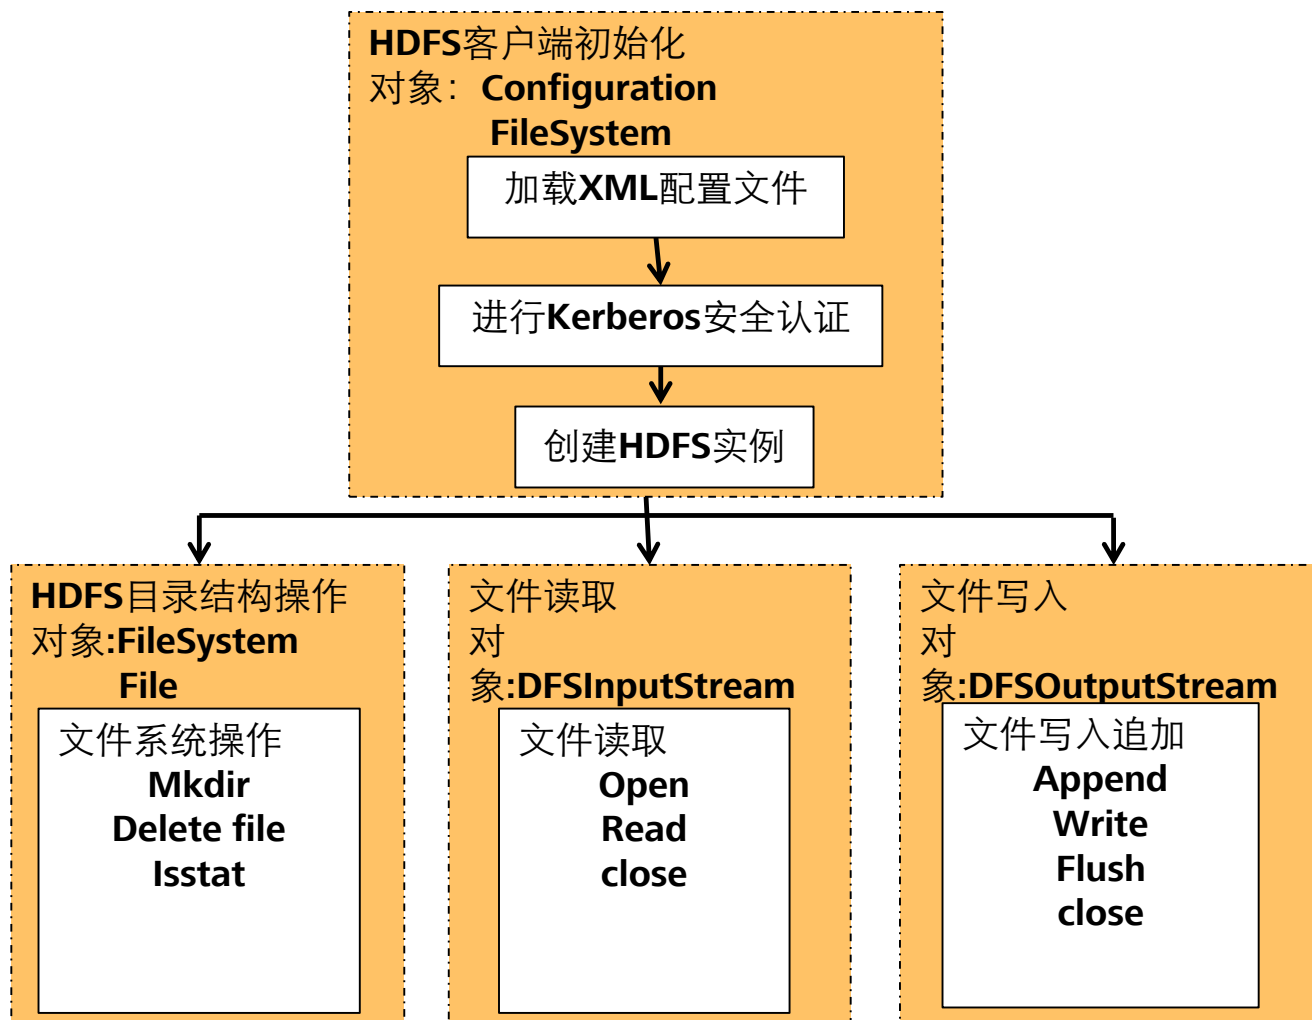 HDFS客户端初始化
对象：Configuration
FileSystem
加载XML配置文件
进行Kerberos安全认证
创建HDFS实例
HDFS目录结构操作
对象:FileSystem
File
文件系统操作
Mkdir
Delete file
Isstat
文件读取
对
象:DFSInputStream
文件读取
Open
Read
close
文件写入
对
象:DFSOutputStream
文件写入追加
Append
Write
Flush
close